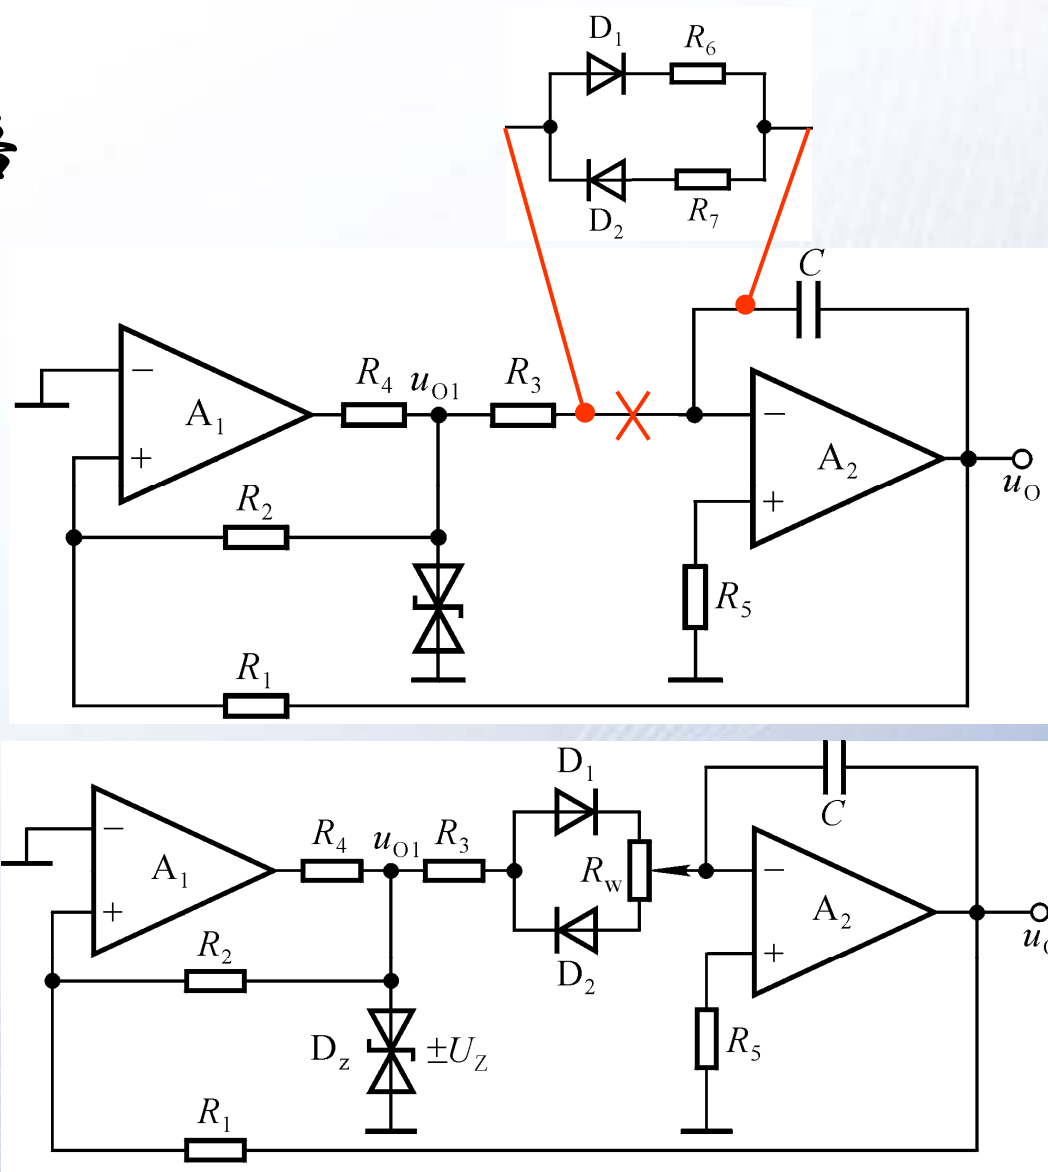 D1 R6
D2 R7
C
R4 uO1 R3
− A1 +
− A2 +
uO
R2
R5
R1
D1
C
R4 uO1 R3
Rw
− A1 +
− A2 +
D2
R2
Dz ±UZ
R5
R1